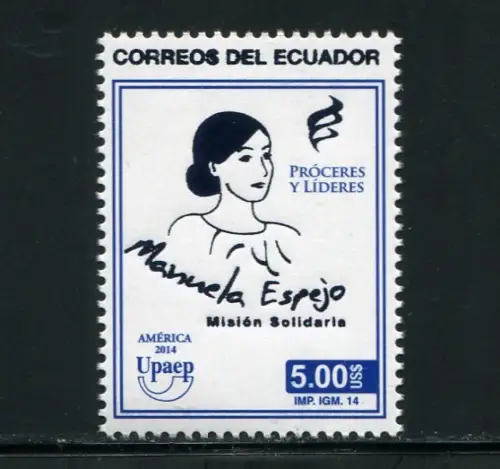 CORREOS DEL ECUADOR
PRÓCERES
Y LÍDERES
Manuela Espejo
Misión Solidaria
AMÉRICA
2014
Upaep
5.00 US$
IMP. IGM. 14